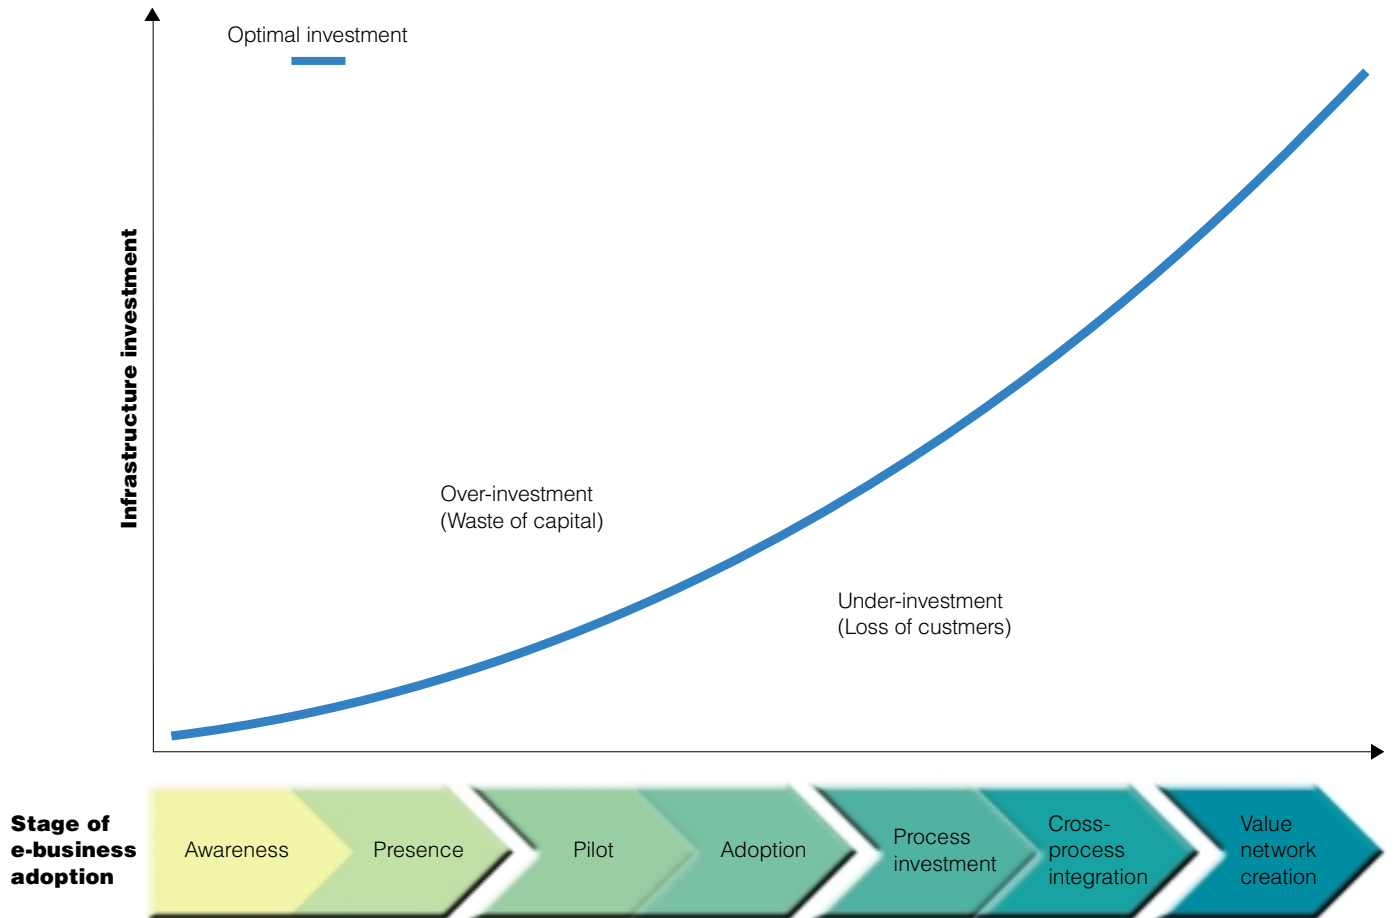 Optimal investment
Infrastructure investment
Over-investment
(Waste of capital)
Under-investment
(Loss of custmers)
Stage of
e-business
adoption
Awareness
Presence
Pilot
Adoption
Process
investment
Cross-
process
integration
Value
network
creation